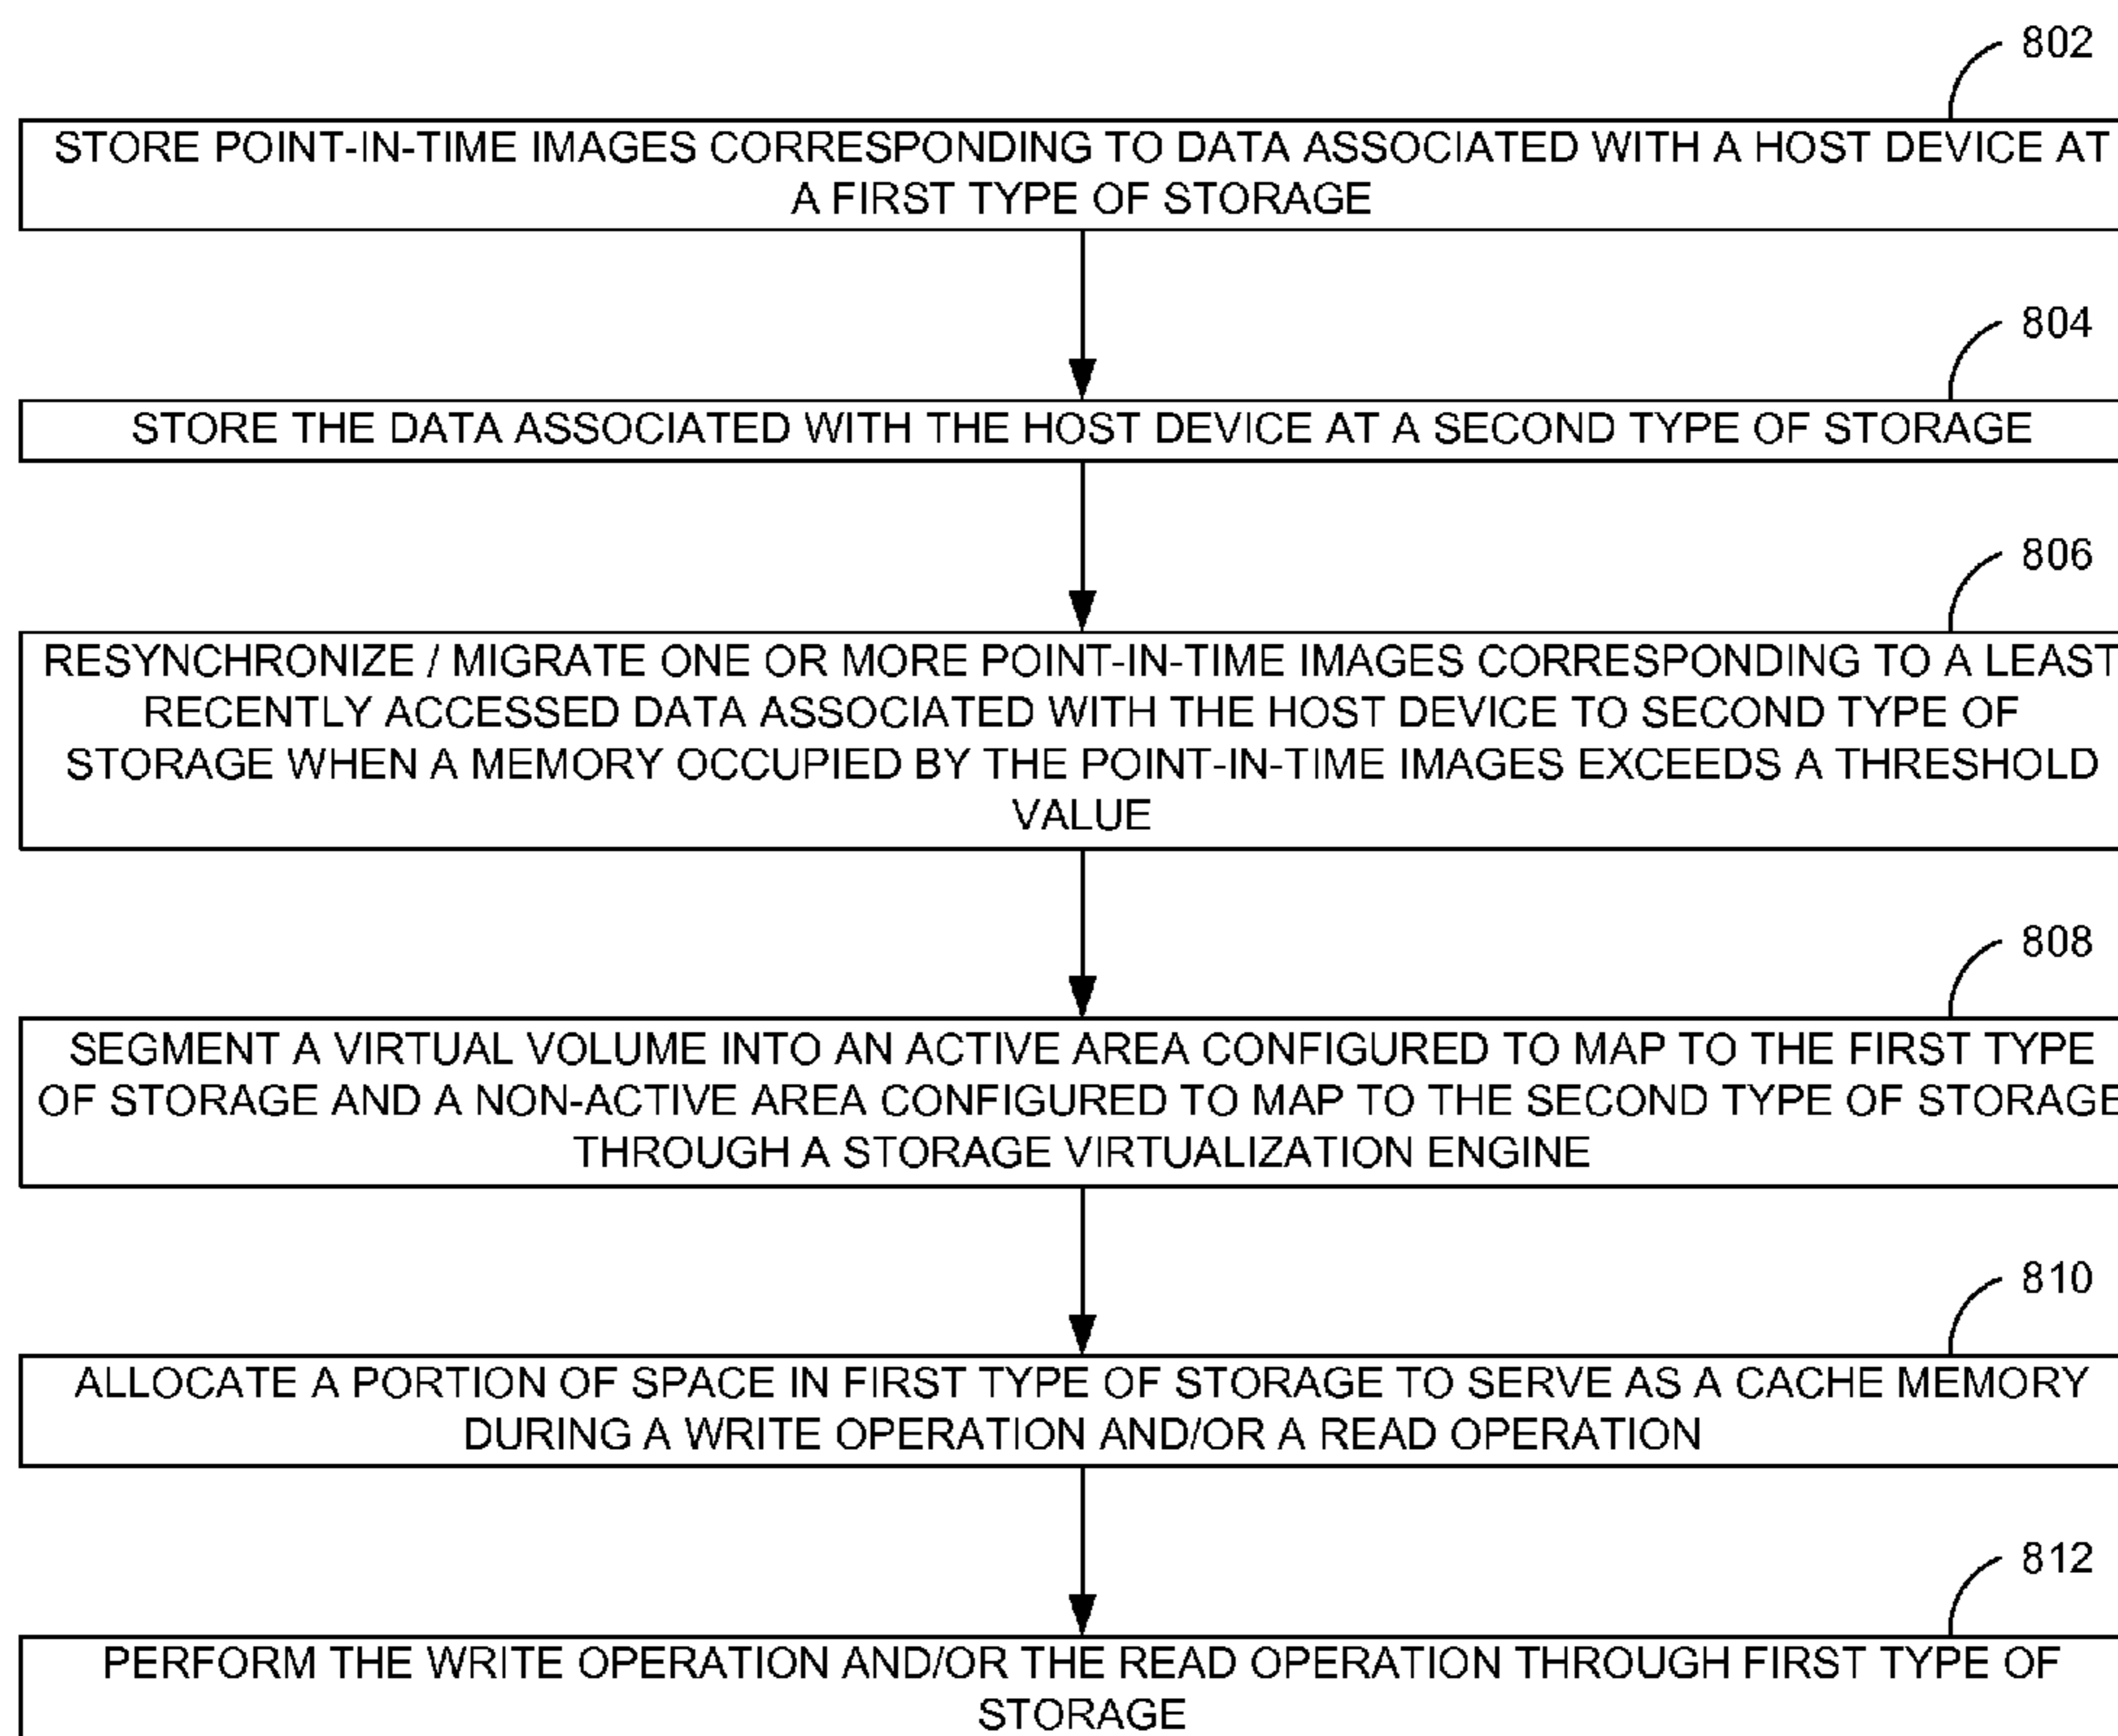 802
STORE POINT-IN-TIME IMAGES CORRESPONDING TO DATA ASSOCIATED WITH A HOST DEVICE AT
A FIRST TYPE OF STORAGE
804
STORE THE DATA ASSOCIATED WITH THE HOST DEVICE AT A SECOND TYPE OF STORAGE
806
RESYNCHRONIZE / MIGRATE ONE OR MORE POINT-IN-TIME IMAGES CORRESPONDING TO A LEAST
RECENTLY ACCESSED DATA ASSOCIATED WITH THE HOST DEVICE TO SECOND TYPE OF
STORAGE WHEN A MEMORY OCCUPIED BY THE POINT-IN-TIME IMAGES EXCEEDS A THRESHOLD
VALUE
808
SEGMENT A VIRTUAL VOLUME INTO AN ACTIVE AREA CONFIGURED TO MAP TO THE FIRST TYPE
OF STORAGE AND A NON-ACTIVE AREA CONFIGURED TO MAP TO THE SECOND TYPE OF STORAGE
THROUGH A STORAGE VIRTUALIZATION ENGINE
810
ALLOCATE A PORTION OF SPACE IN FIRST TYPE OF STORAGE TO SERVE AS A CACHE MEMORY
DURING A WRITE OPERATION AND/OR A READ OPERATION
812
PERFORM THE WRITE OPERATION AND/OR THE READ OPERATION THROUGH FIRST TYPE OF
STORAGE